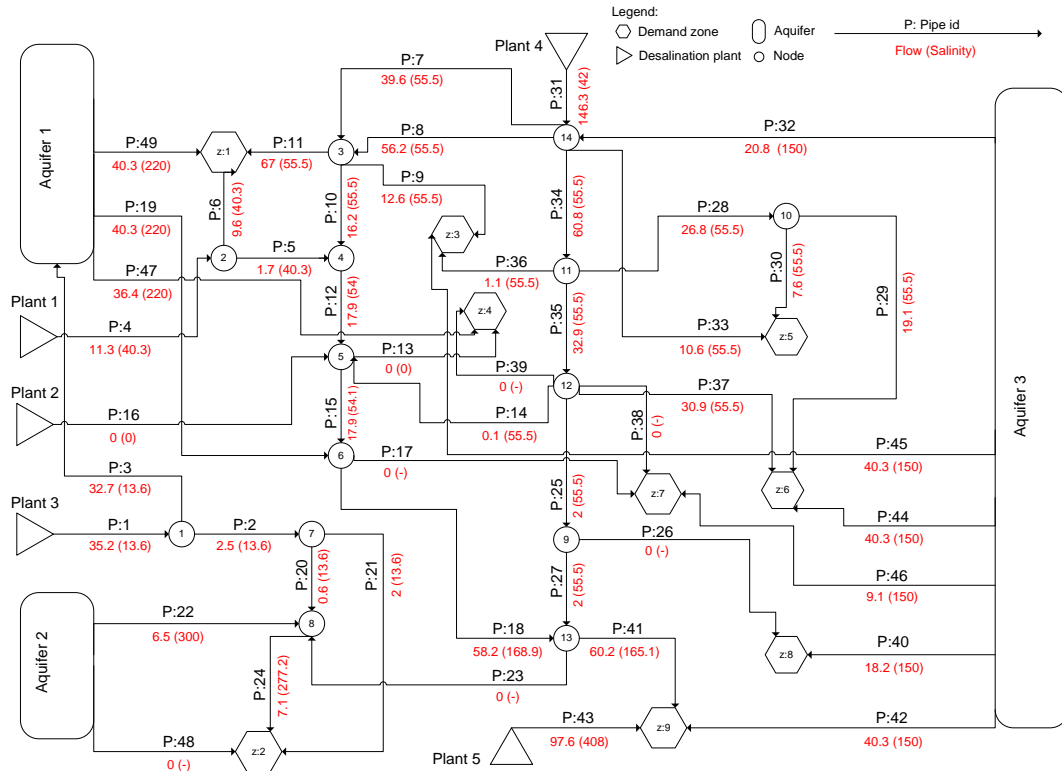 Legend:
Demand zone
Aquifer
P: Pipe id
Desalination plant
Node
Flow (Salinity)
Plant 4
P:7
39.6 (55.5)
P:31
146.3 (42)
Aquifer 1
P:49
40.3 (220)
z:1
P:11
67 (55.5)
3
P:8
56.2 (55.5)
14
P:32
20.8 (150)
P:9
12.6 (55.5)
P:6
9.6 (40.3)
P:10
16.2 (55.5)
P:19
40.3 (220)
z:3
P:34
60.8 (55.5)
P:28
26.8 (55.5)
10
P:30
7.6 (55.5)
P:29
19.1 (55.5)
2
P:5
1.7 (40.3)
4
P:36
1.1 (55.5)
11
P:47
36.4 (220)
P:12
17.9 (54)
z:4
P:35
32.9 (55.5)
P:33
10.6 (55.5)
z:5
Plant 1
P:4
11.3 (40.3)
5
P:13
0 (0)
P:39
0 (-)
12
P:37
30.9 (55.5)
Aquifer 3
Plant 2
P:16
0 (0)
P:15
17.9 (54.1)
P:14
0.1 (55.5)
P:38
0 (-)
P:45
40.3 (150)
6
P:17
0 (-)
P:3
32.7 (13.6)
z:7
z:6
P:25
2 (55.5)
Plant 3
P:1
35.2 (13.6)
1
P:2
2.5 (13.6)
7
9
P:26
0 (-)
P:44
40.3 (150)
P:20
0.6 (13.6)
P:21
2 (13.6)
P:27
2 (55.5)
P:46
9.1 (150)
Aquifer 2
P:22
6.5 (300)
8
P:18
58.2 (168.9)
13
P:41
60.2 (165.1)
z:8
P:40
18.2 (150)
P:24
7.1 (277.2)
P:23
0 (-)
P:48
0 (-)
z:2
Plant 5
P:43
97.6 (408)
z:9
P:42
40.3 (150)